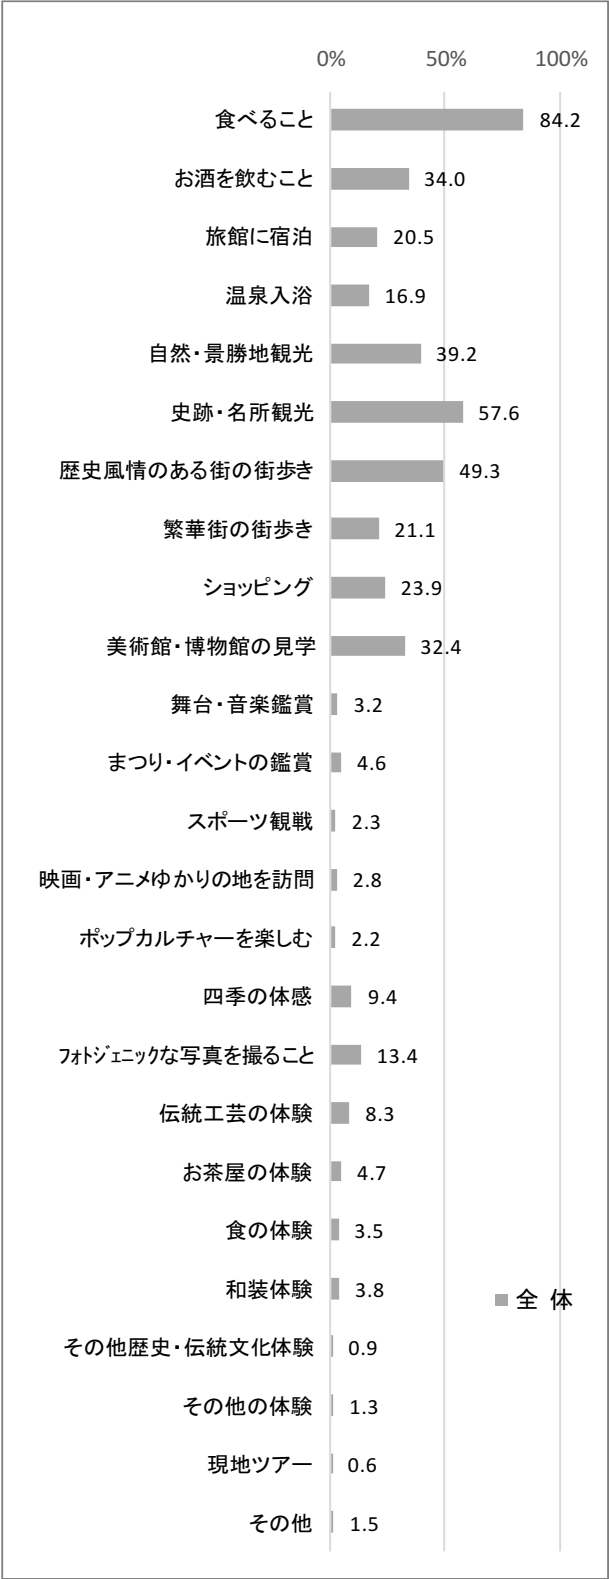 0% 50% 100%
食べること 84.2
お酒を飲むこと 34.0
旅館に宿泊 20.5
温泉入浴 16.9
自然・景勝地観光 39.2
史跡・名所観光 57.6
歴史風情のある街の街歩き 49.3
繁華街の街歩き 21.1
ショッピング 23.9
美術館・博物館の見学 32.4
舞台・音楽鑑賞 3.2
まつり・イベントの鑑賞 4.6
スポーツ観戦 2.3
映画・アニメゆかりの地を訪問 2.8
ポップカルチャーを楽しむ 2.2
四季の体感 9.4
ﾌｫﾄｼﾞｪﾆｯｸな写真を撮ること 13.4
伝統工芸の体験 8.3
お茶屋の体験 4.7
食の体験 3.5
和装体験 3.8
全 体
その他歴史・伝統文化体験 0.9
その他の体験 1.3
現地ツアー 0.6
その他 1.5